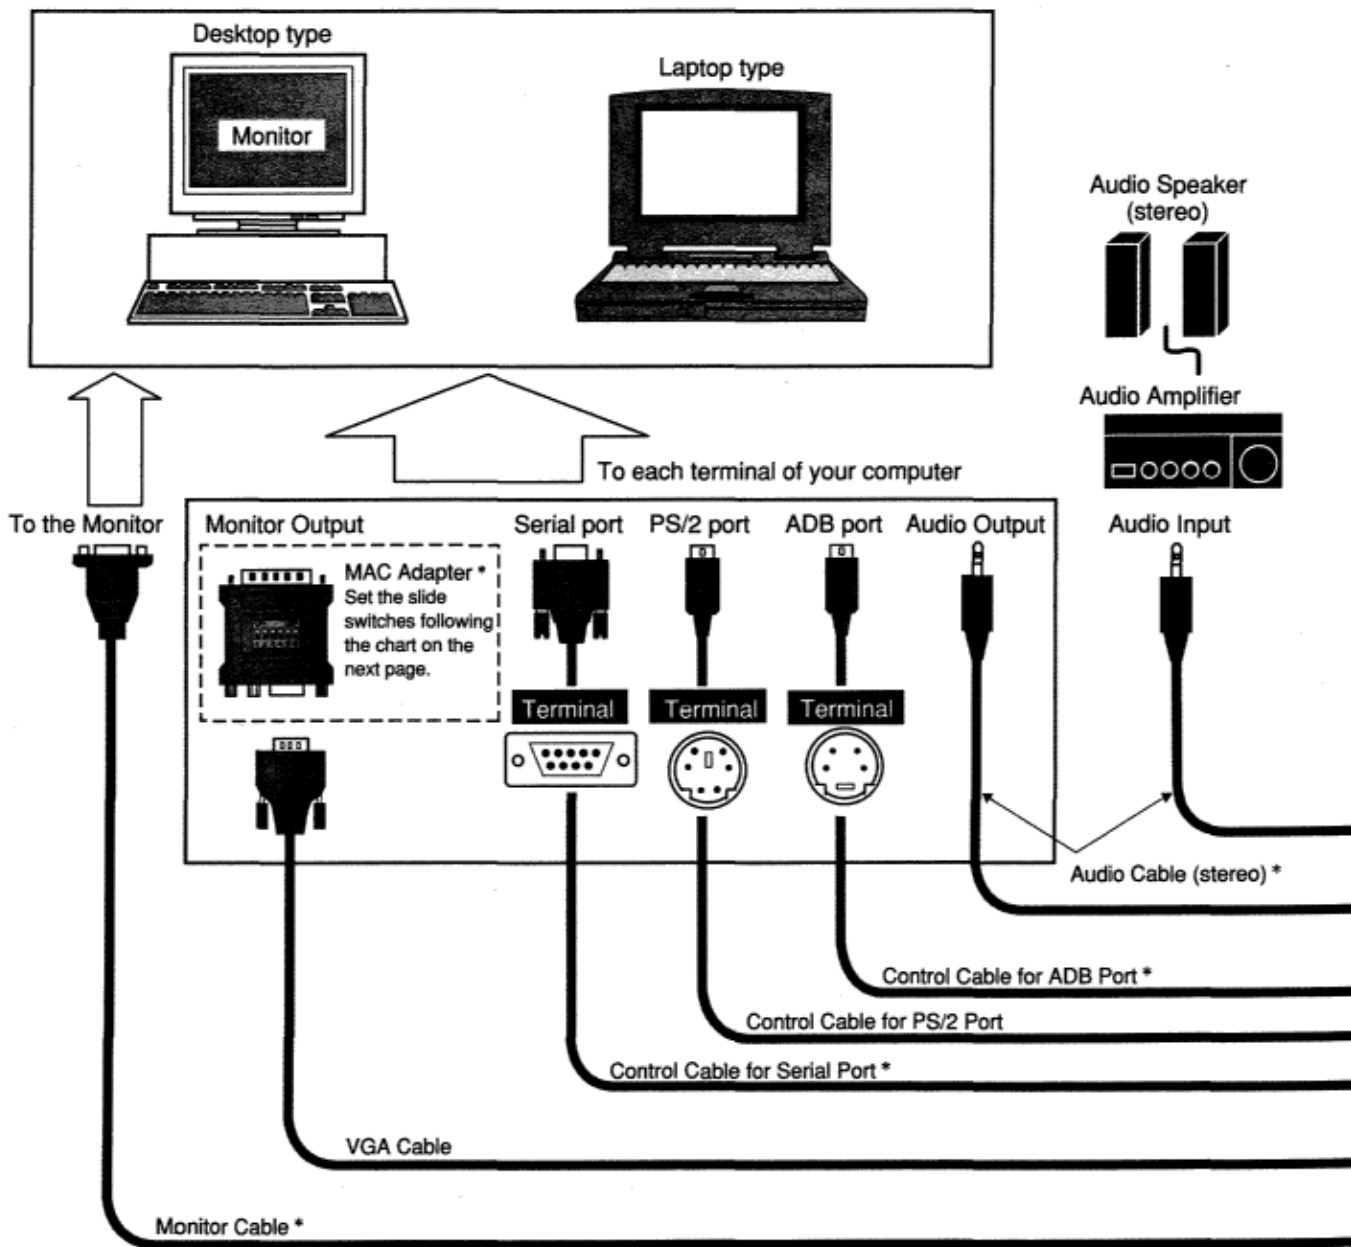 Desktop type
Laptop type
Monitor
Audio Speaker
(stereo)
Audio Amplifier
To each terminal of your computer
To the Monitor
Monitor Output
Serial port
PS/2 port
ADB port
Audio Output
Audio Input
MAC Adapter *
Set the slide
switches following
the chart on the
next page.
Terminal
Terminal
Terminal
Audio Cable (stereo) *
Control Cable for ADB Port *
Control Cable for PS/2 Port
Control Cable for Serial Port *
VGA Cable
Monitor Cable *